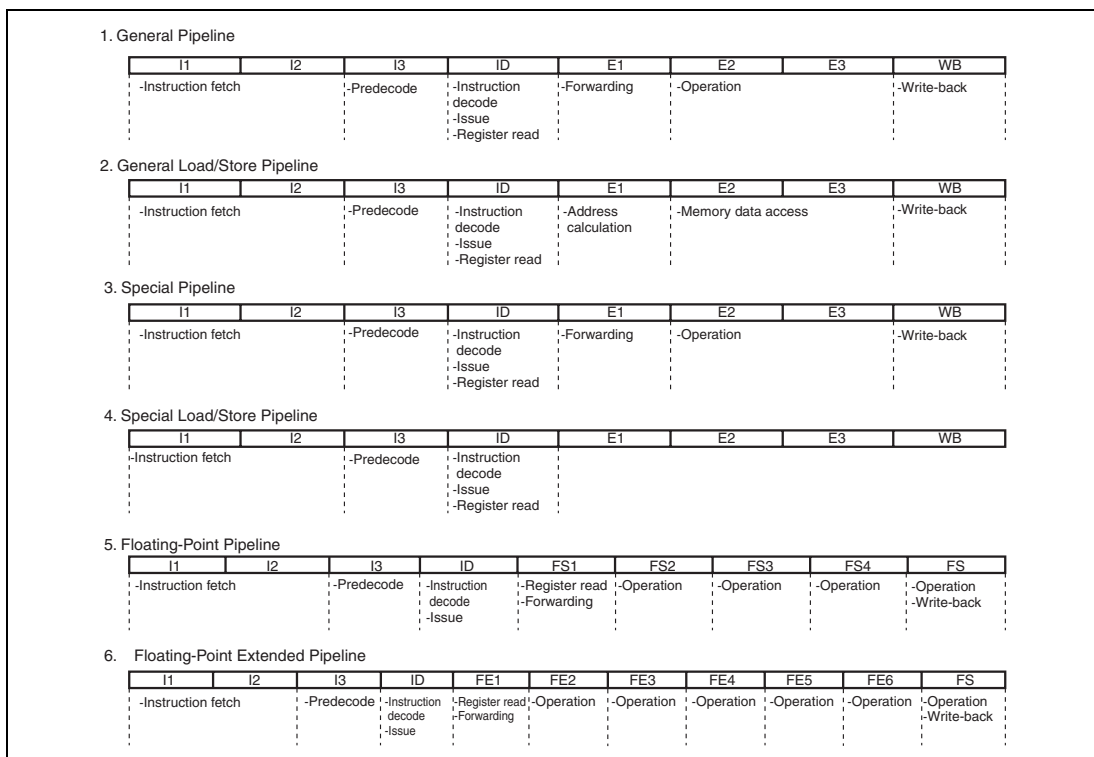 1. General Pipeline
I1 I2 I3 ID E1 E2 E3 WB
-Instruction fetch -Predecode -Instruction -Forwarding -Operation -Write-back
decode
-Issue
-Register read
2. General Load/Store Pipeline
I1 I2 I3 ID E1 E2 E3 WB
-Instruction fetch -Predecode -Instruction -Address -Memory data access -Write-back
decode calculation
-Issue
-Register read
3. Special Pipeline
I1 I2 I3 ID E1 E2 E3 WB
-Instruction fetch -Predecode -Instruction -Forwarding -Operation -Write-back
decode
-Issue
-Register read
4. Special Load/Store Pipeline
I1 I2 I3 ID E1 E2 E3 WB
-Instruction fetch -Predecode -Instruction
decode
-Issue
-Register read
5. Floating-Point Pipeline
I1 I2 I3 ID FS1 FS2 FS3 FS4 FS
-Instruction fetch -Predecode -Instruction -Register read -Operation -Operation -Operation -Operation
decode -Forwarding -Write-back
-Issue
6. Floating-Point Extended Pipeline
I1 I2 I3 ID FE1 FE2 FE3 FE4 FE5 FE6 FS
-Instruction fetch -Predecode -Instruction -Register read -Operation -Operation -Operation -Operation -Operation -Operation
decode -Forwarding -Write-back
-Issue